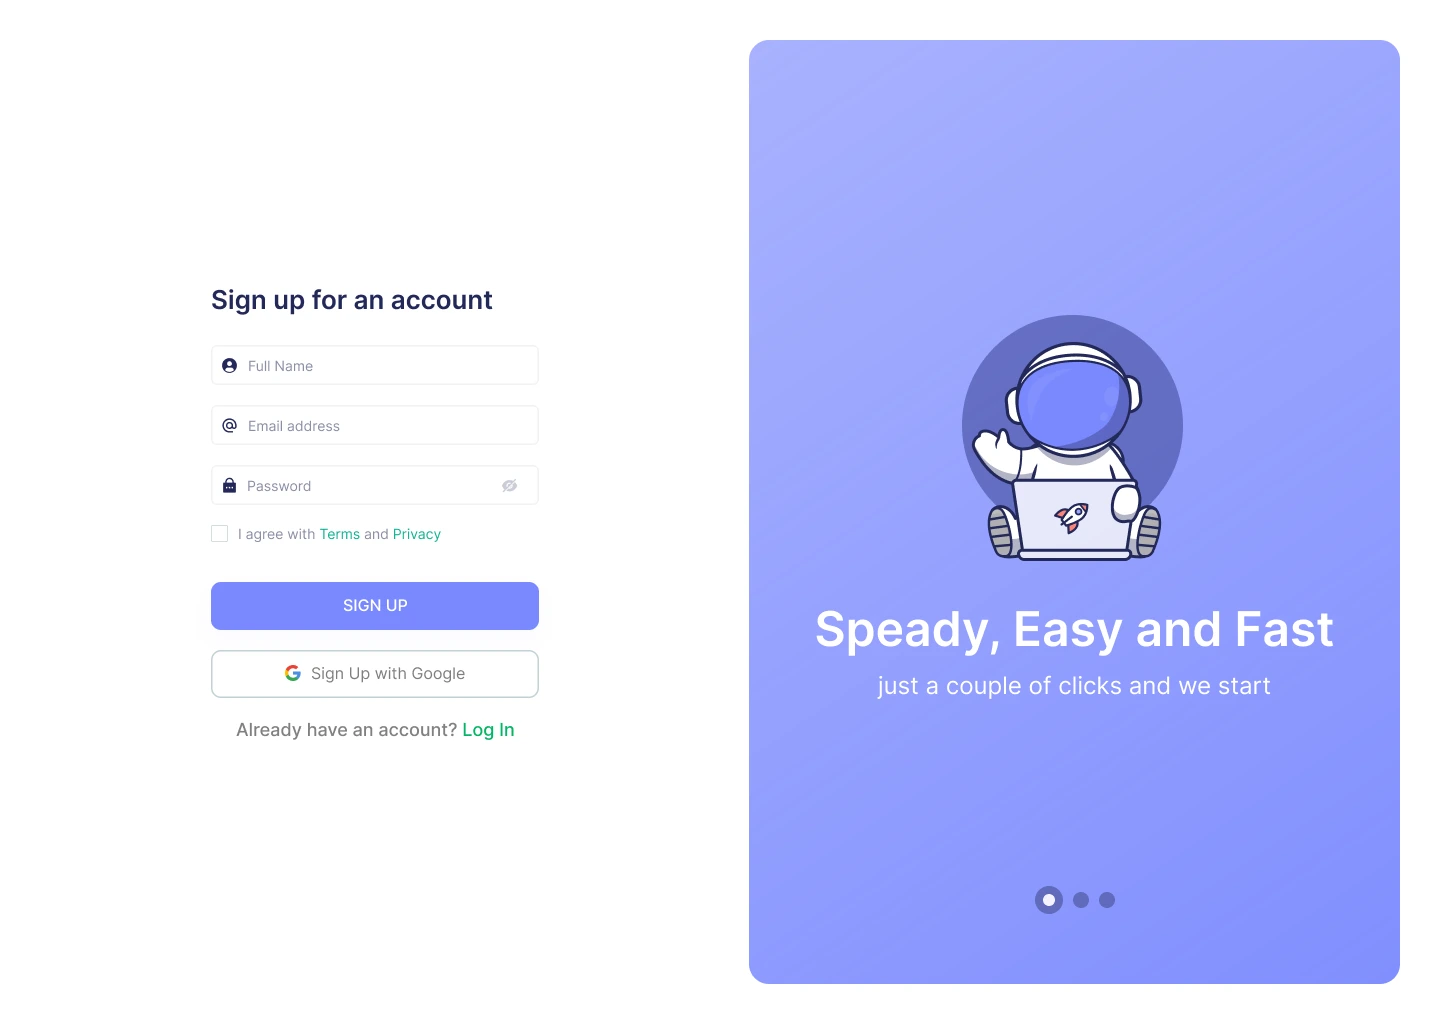 Sign up for an account
Full Name
Email address
Password
I agree with Terms and Privacy
SIGN UP
Sign Up with Google
Already have an account? Log In
Speady, Easy and Fast
just a couple of clicks and we start